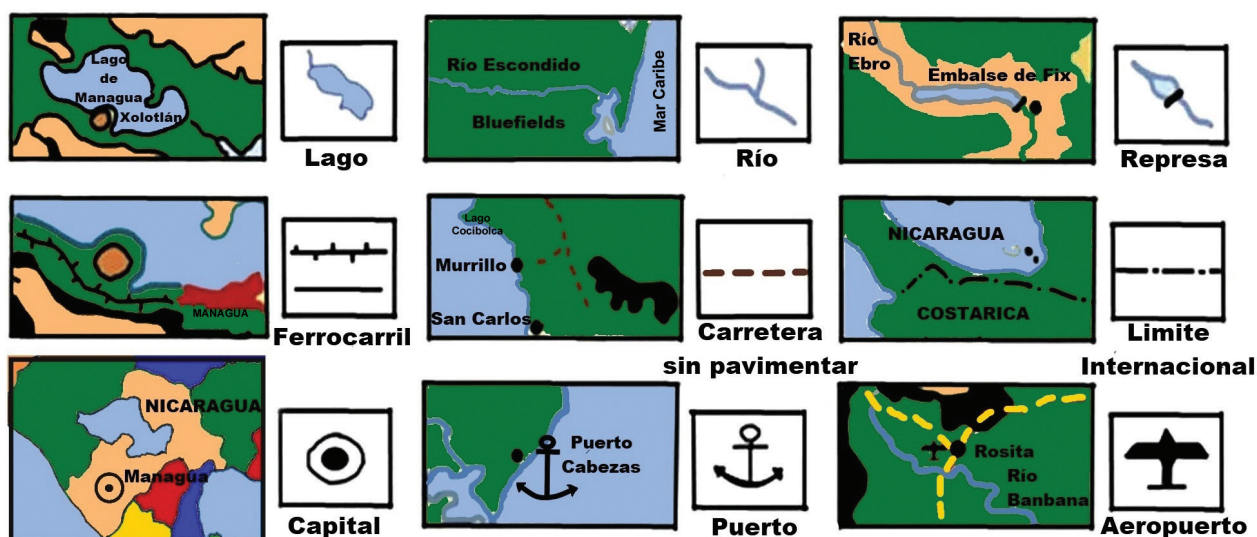 Lago
de
Managua
Xolotlán
Lago
Río Escondido
Bluefields
Mar Caribe
Río
Río
Ebro
Embalse de Fix
Represa
MANAGUA
Ferrocarril
Lago
Cocibolca
Murrillo
San Carlos
Carretera
sin pavimentar
NICARAGUA
COSTARICA
Limite
Internacional
NICARAGUA
Managua
Capital
Puerto
Cabezas
Puerto
Rosita
Río
Banbana
Aeropuerto